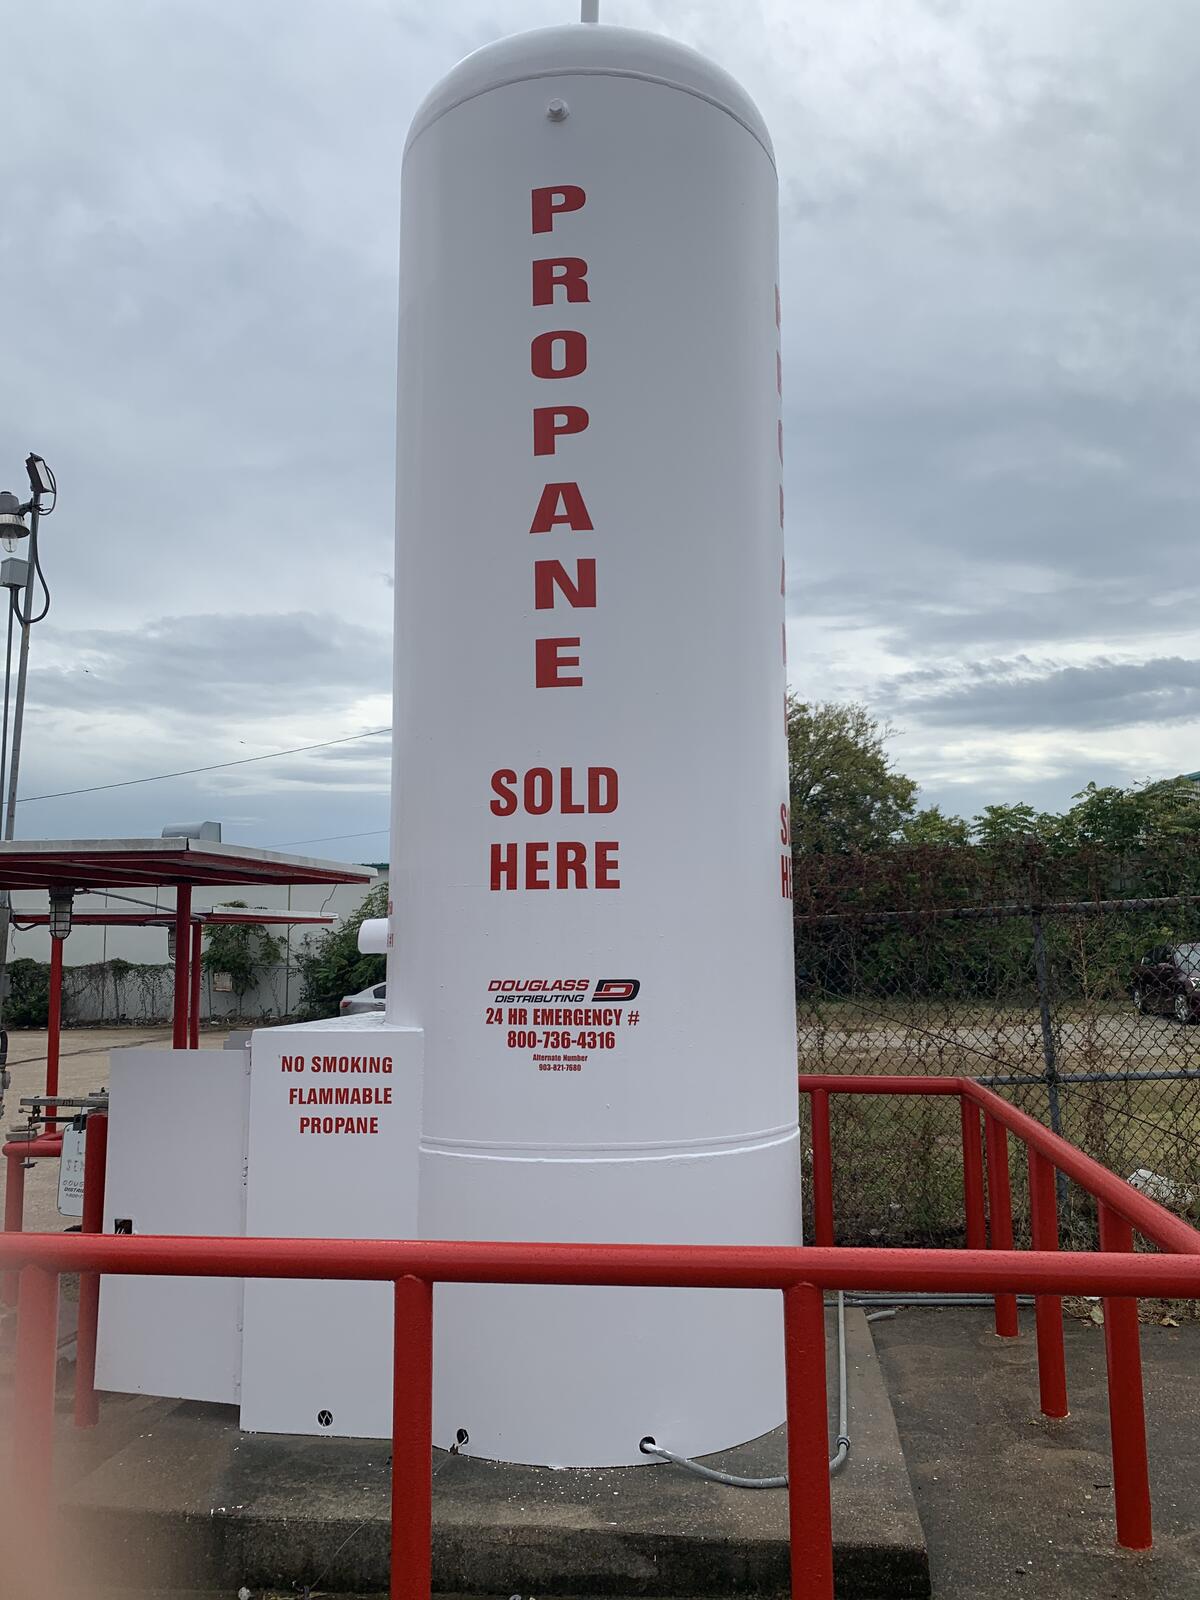 PROPANE
SOLD
HERE
DOUGLASS
DISTRIBUTING
24 HR EMERGENCY #
800-736-4316
Alternate Number
903-821-7680
NO SMOKING
FLAMMABLE
PROPANE